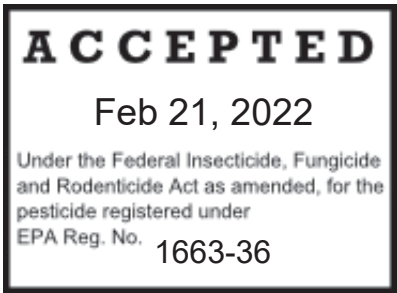 ACCEPTED
Feb 21, 2022
Under the Federal Insecticide, Fungicide
and Rodenticide Act as amended, for the
pesticide registered under
EPA Reg. No. 1663-36